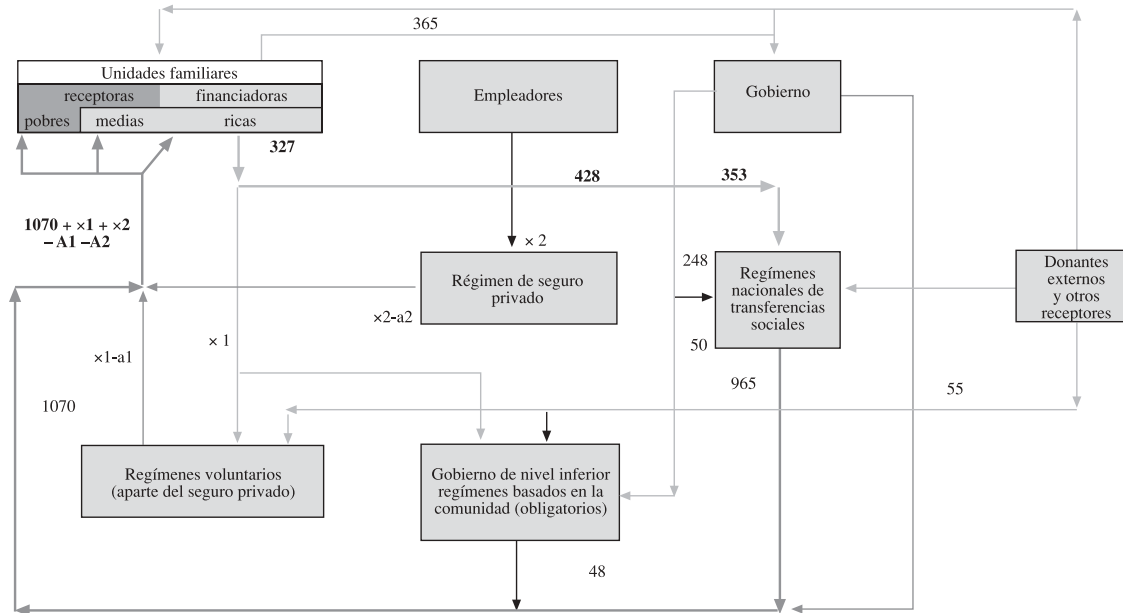 365
Unidades familiares
receptoras financiadoras
pobres medias ricas
Empleadores
Gobierno
327
428 353
1070 + ×1 + ×2
– A1 –A2
× 2
Régimen de seguro
privado
248
Regímenes
nacionales de
transferencias
sociales
Donantes
externos
y otros
receptores
×2-a2
× 1
50
×1-a1
965
55
1070
Regímenes voluntarios
(aparte del seguro privado)
Gobierno de nivel inferior
regímenes basados en la
comunidad (obligatorios)
48